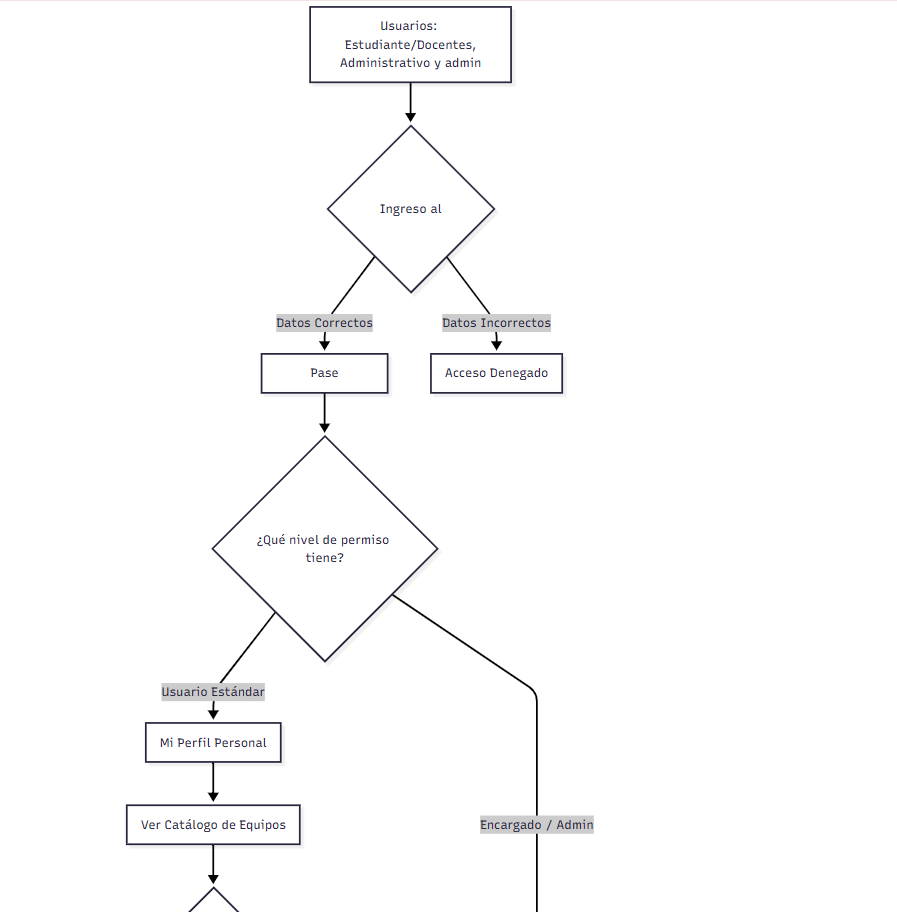 Usuarios:
Estudiante/Docentes,
Administrativo y admin
Ingreso al
Datos Correctos
Datos Incorrectos
Pase
Acceso Denegado
¿Qué nivel de permiso
tiene?
Usuario Estándar
Mi Perfil Personal
Ver Catálogo de Equipos
Encargado / Admin